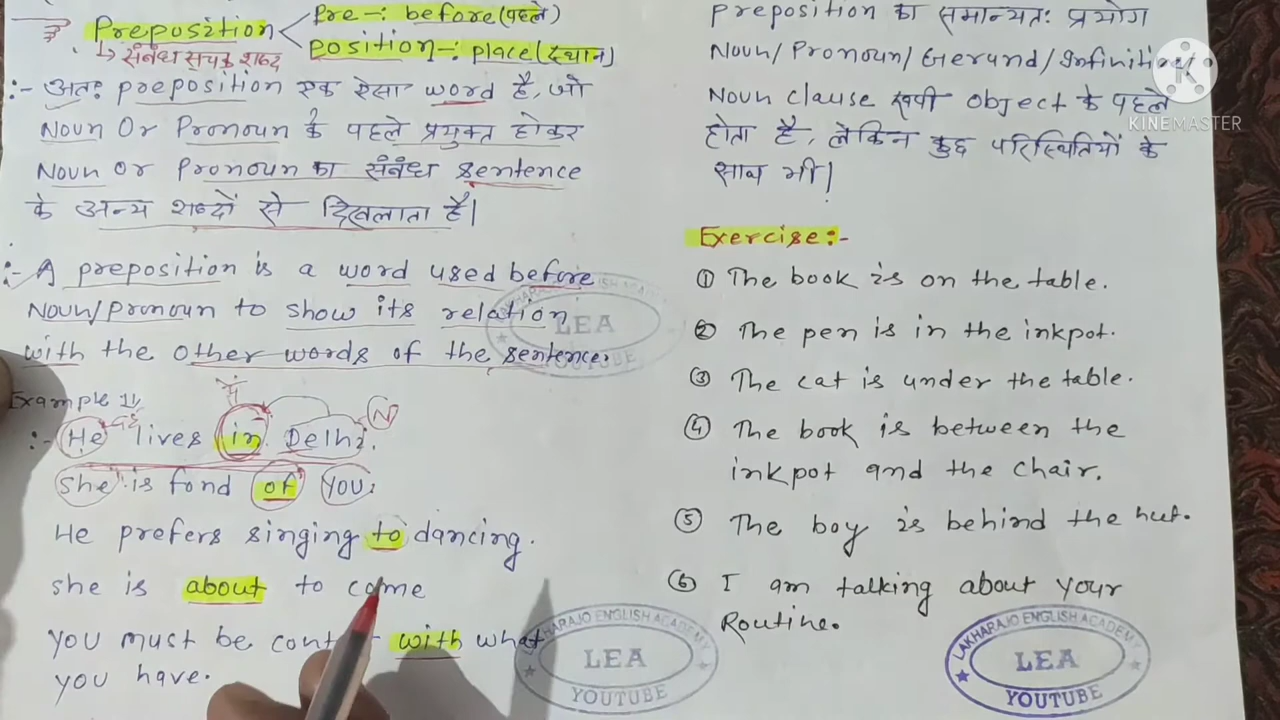 ⇒ Preposition < Pre-: before(पहले)
position-: place(स्थान)
↳ संबंध सूचक शब्द
:- अतः preposition एक ऐसा word है, जो
Noun Or Pronoun के पहले प्रयुक्त होकर
Noun or Pronoun का संबंध sentence
के अन्य शब्दों से दिखलाता है।
:- A preposition is a word used before
Noun/Pronoun to show its relation
with the other words of the sentence.
Example
:- He lives in Delhi.
She is fond of you.
He prefers singing to dancing.
she is about to come
you must be with what
you have.
Preposition का समान्यतः प्रयोग
Noun/Pronoun/Gerund/Infinitive
Noun clause रूपी object के पहले
होता है, लेकिन कुछ परिस्थितियों के
साथ भी।
Exercise:-
① The book is on the table.
② The pen is in the inkpot.
③ The cat is under the table.
④ The book is between the
inkpot and the chair.
⑤ The boy is behind the hut.
⑥ I am talking about your
Routine.
KINEMASTER
LAKHARAJO ENGLISH ACADEMY
LEA
YOUTUBE
LAKHARAJO ENGLISH ACADEMY
LEA
YOUTUBE
LAKHARAJO ENGLISH ACADEMY
LEA
YOUTUBE